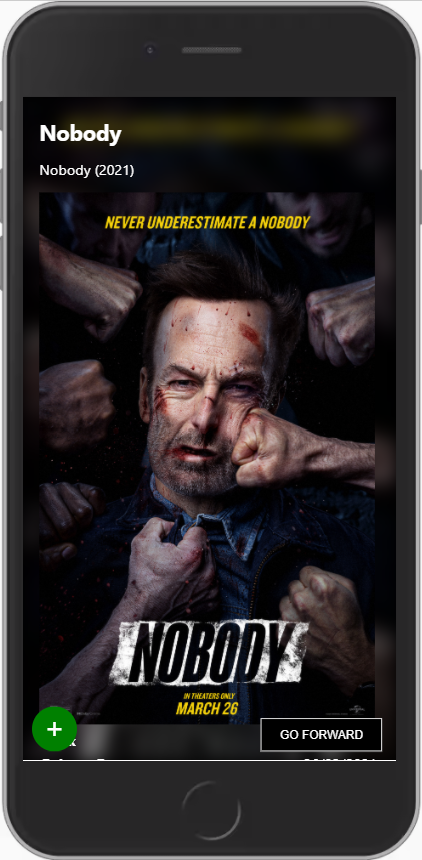 Nobody
Nobody (2021)
NEVER UNDERESTIMATE A NOBODY
NOBODY
IN THEATERS ONLY
MARCH 26
+
GO FORWARD